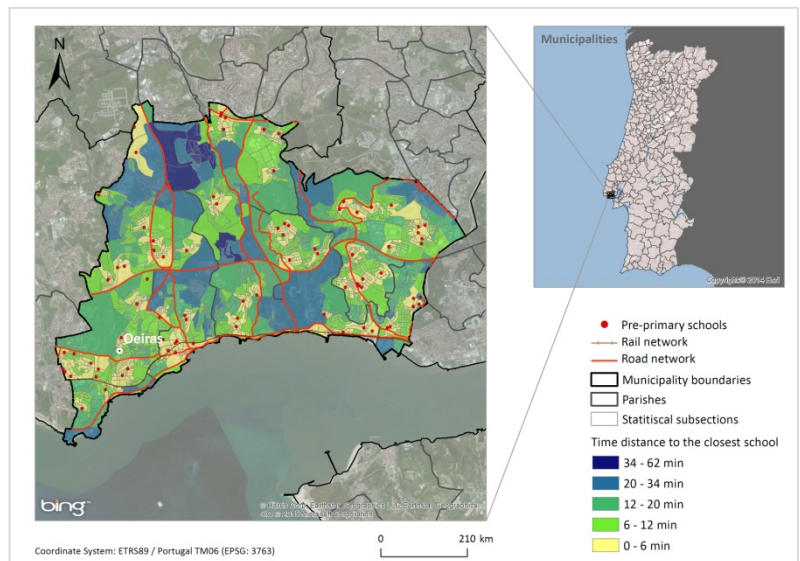 N
Oeiras
bing™
Coordinate System: ETRS89 / Portugal TM06 (EPSG: 3763)
0 210 km
Municipalities
Copyright:© 2014 Esri
Pre-primary schools
Rail network
Road network
Municipality boundaries
Parishes
Statitiscal subsections
Time distance to the closest school
34 - 62 min
20 - 34 min
12 - 20 min
6 - 12 min
0 - 6 min